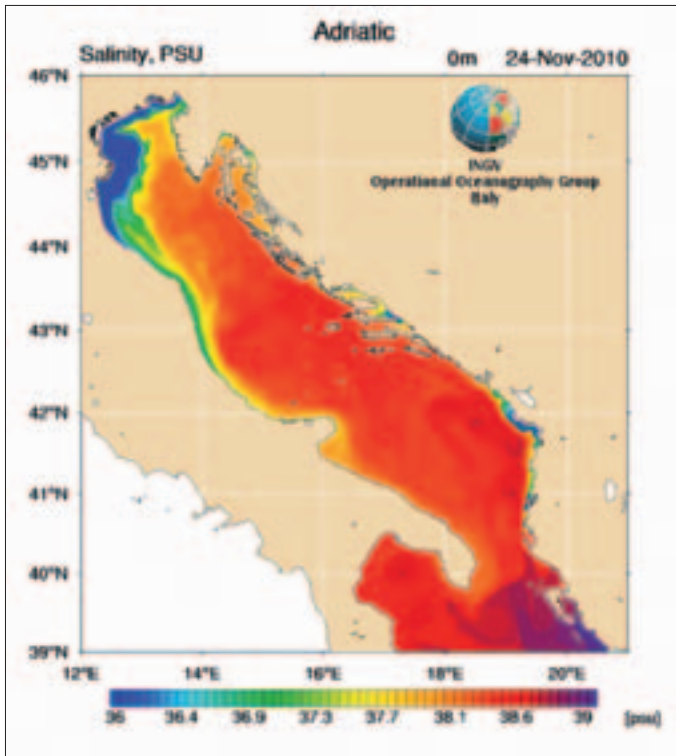 Adriatic
Salinity, PSU 0m 24-Nov-2010
46°N
INGV
Operational Oceanography Group
Italy
45°N
44°N
43°N
42°N
41°N
40°N
39°N
12°E 14°E 16°E 18°E 20°E
36 36.4 36.9 37.3 37.7 38.1 38.6 39 [psu]